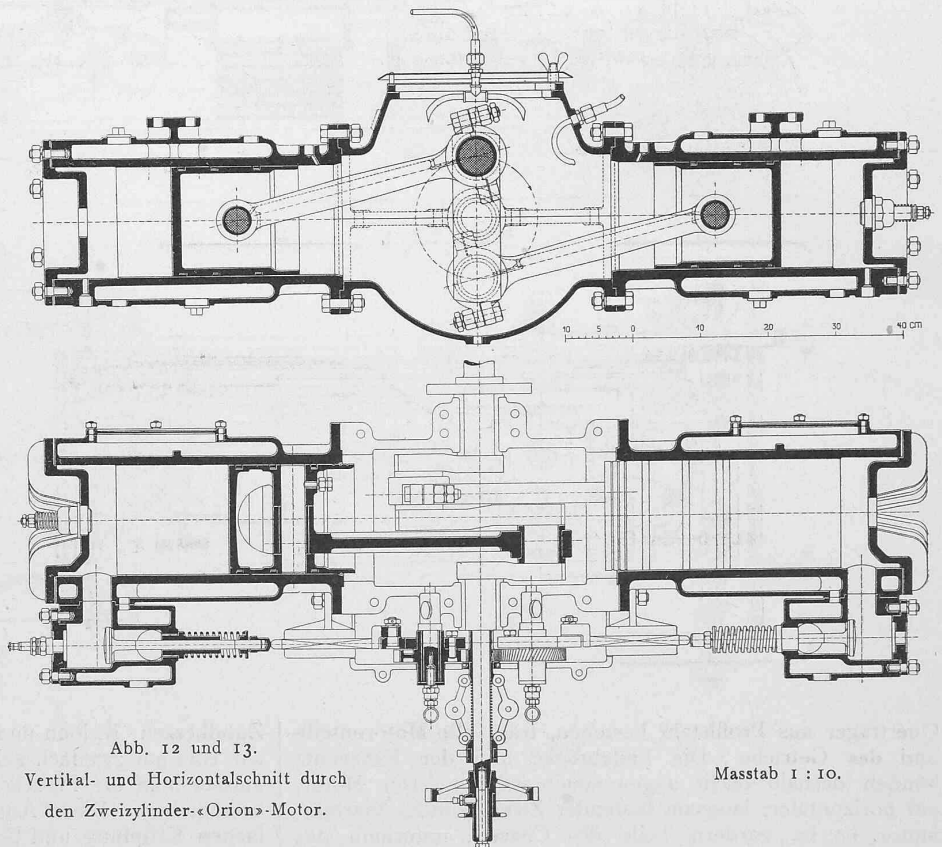 10 5 0 10 20 30 40 cm
Abb. 12 und 13.
Vertikal- und Horizontalschnitt durch
den Zweizylinder-«Orion»-Motor.
Masstab 1 : 10.